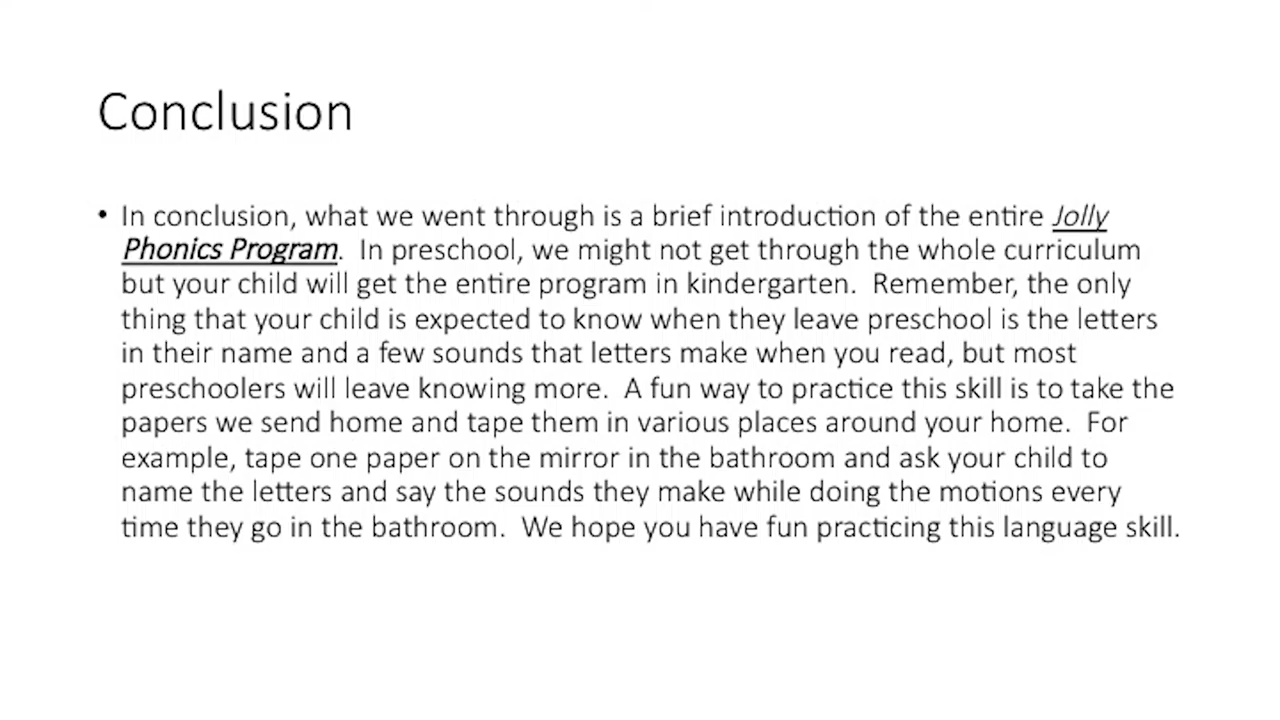 Conclusion
• In conclusion, what we went through is a brief introduction of the entire Jolly
Phonics Program.  In preschool, we might not get through the whole curriculum
but your child will get the entire program in kindergarten.  Remember, the only
thing that your child is expected to know when they leave preschool is the letters
in their name and a few sounds that letters make when you read, but most
preschoolers will leave knowing more.  A fun way to practice this skill is to take the
papers we send home and tape them in various places around your home.  For
example, tape one paper on the mirror in the bathroom and ask your child to
name the letters and say the sounds they make while doing the motions every
time they go in the bathroom.  We hope you have fun practicing this language skill.